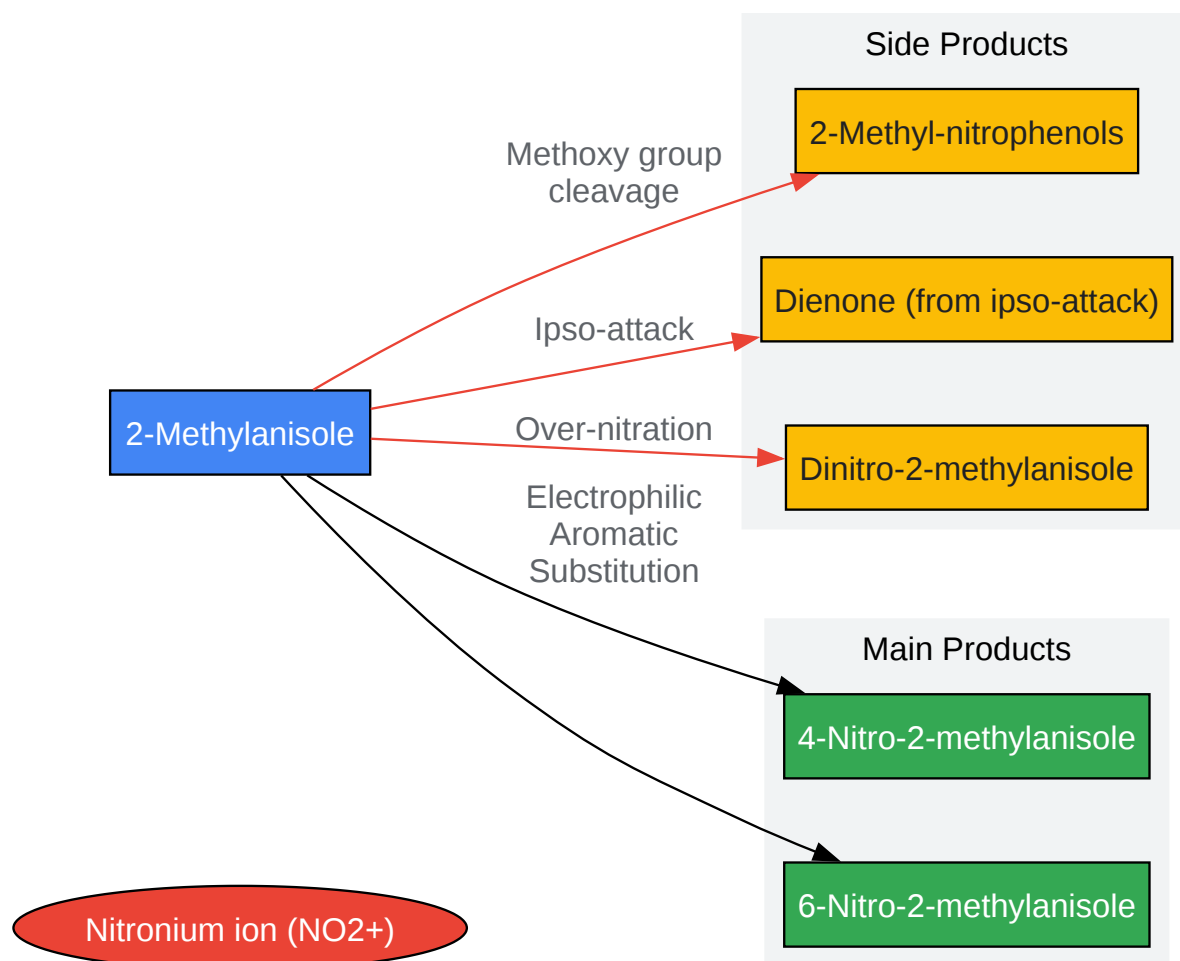 Side Products
2-Methyl-nitrophenols
Methoxy group
cleavage
Dienone (from ipso-attack)
Ipso-attack
2-Methylanisole
Over-nitration
Dinitro-2-methylanisole
Electrophilic
Aromatic
Substitution
Main Products
4-Nitro-2-methylanisole
6-Nitro-2-methylanisole
Nitronium ion (NO2+)